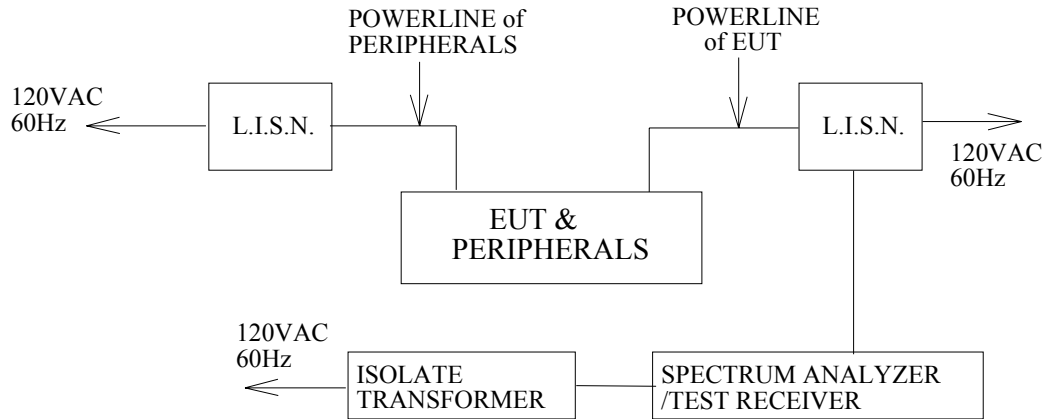 POWERLINE of
PERIPHERALS
POWERLINE
of EUT
120VAC
60Hz
L.I.S.N.
L.I.S.N.
120VAC
60Hz
EUT &
PERIPHERALS
120VAC
60Hz
ISOLATE
TRANSFORMER
SPECTRUM ANALYZER
/TEST RECEIVER